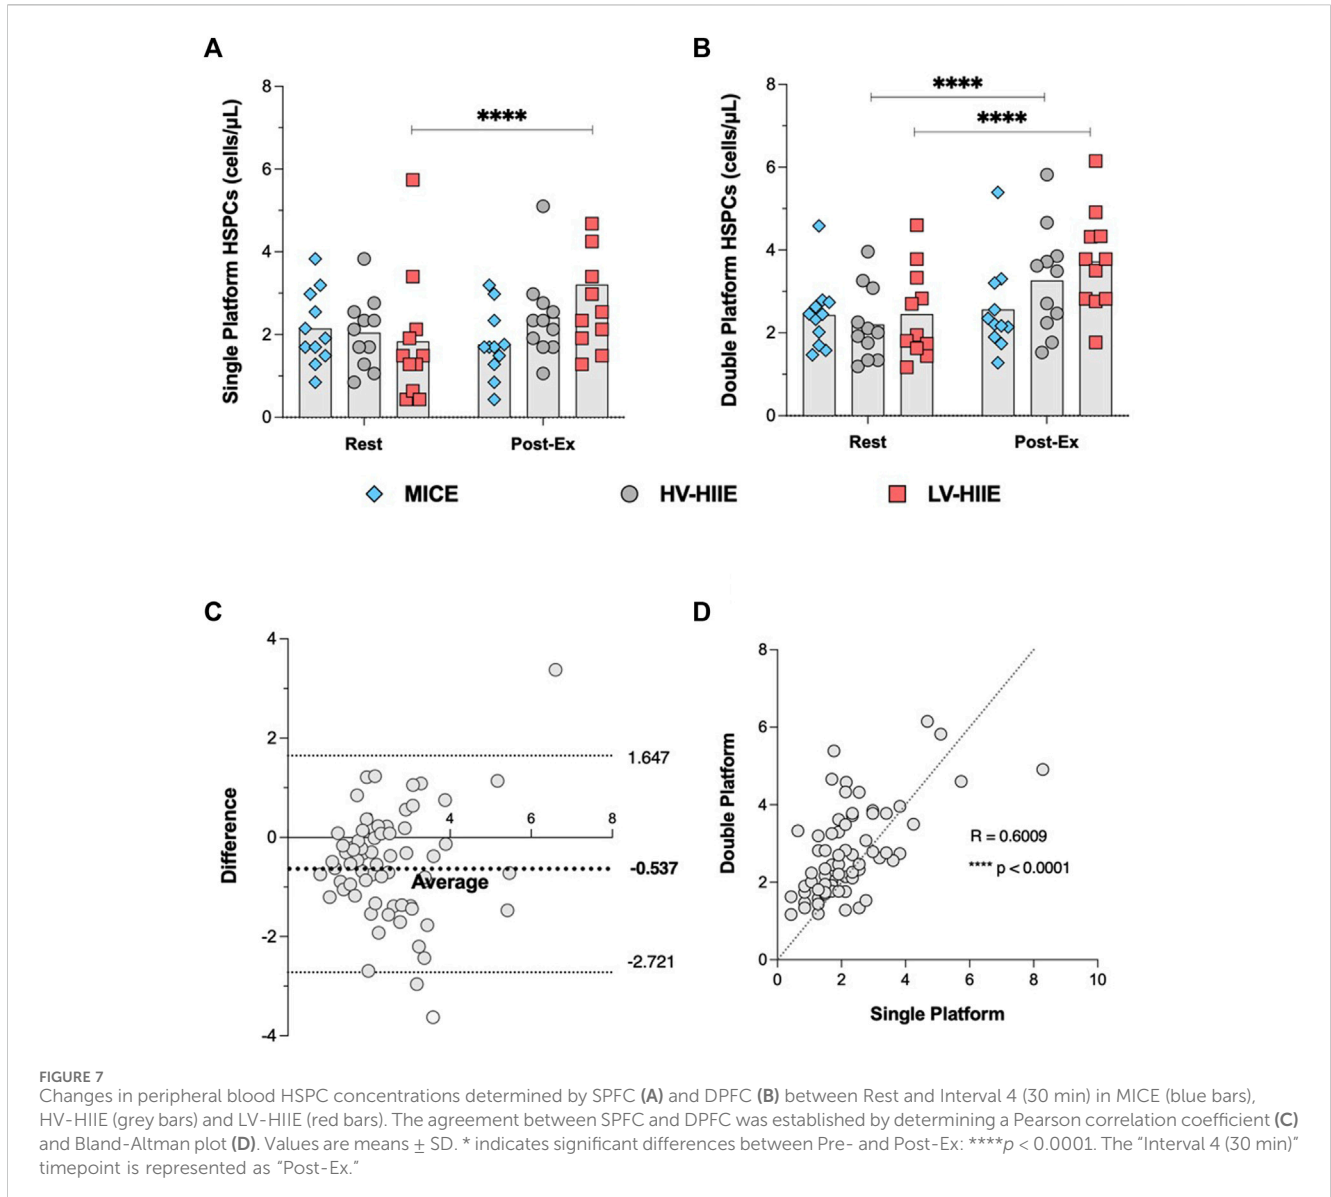 A
B
Single Platform HSPCs (cells/µL)
8
6
4
2
0
****
Rest
Post-Ex
Double Platform HSPCs (cells/µL)
8
6
4
2
0
****
****
Rest
Post-Ex
MICE
HV-HIIE
LV-HIIE
C
D
Difference
4
2
0
-2
-4
4
6
8
Average
1.647
-0.537
-2.721
Double Platform
8
6
4
2
0
R = 0.6009
**** p < 0.0001
0
2
4
6
8
10
Single Platform
FIGURE 7
Changes in peripheral blood HSPC concentrations determined by SPFC (A) and DPFC (B) between Rest and Interval 4 (30 min) in MICE (blue bars),
HV-HIIE (grey bars) and LV-HIIE (red bars). The agreement between SPFC and DPFC was established by determining a Pearson correlation coefficient (C)
and Bland-Altman plot (D). Values are means ± SD. * indicates significant differences between Pre- and Post-Ex: ****p < 0.0001. The “Interval 4 (30 min)“
timepoint is represented as “Post-Ex.”